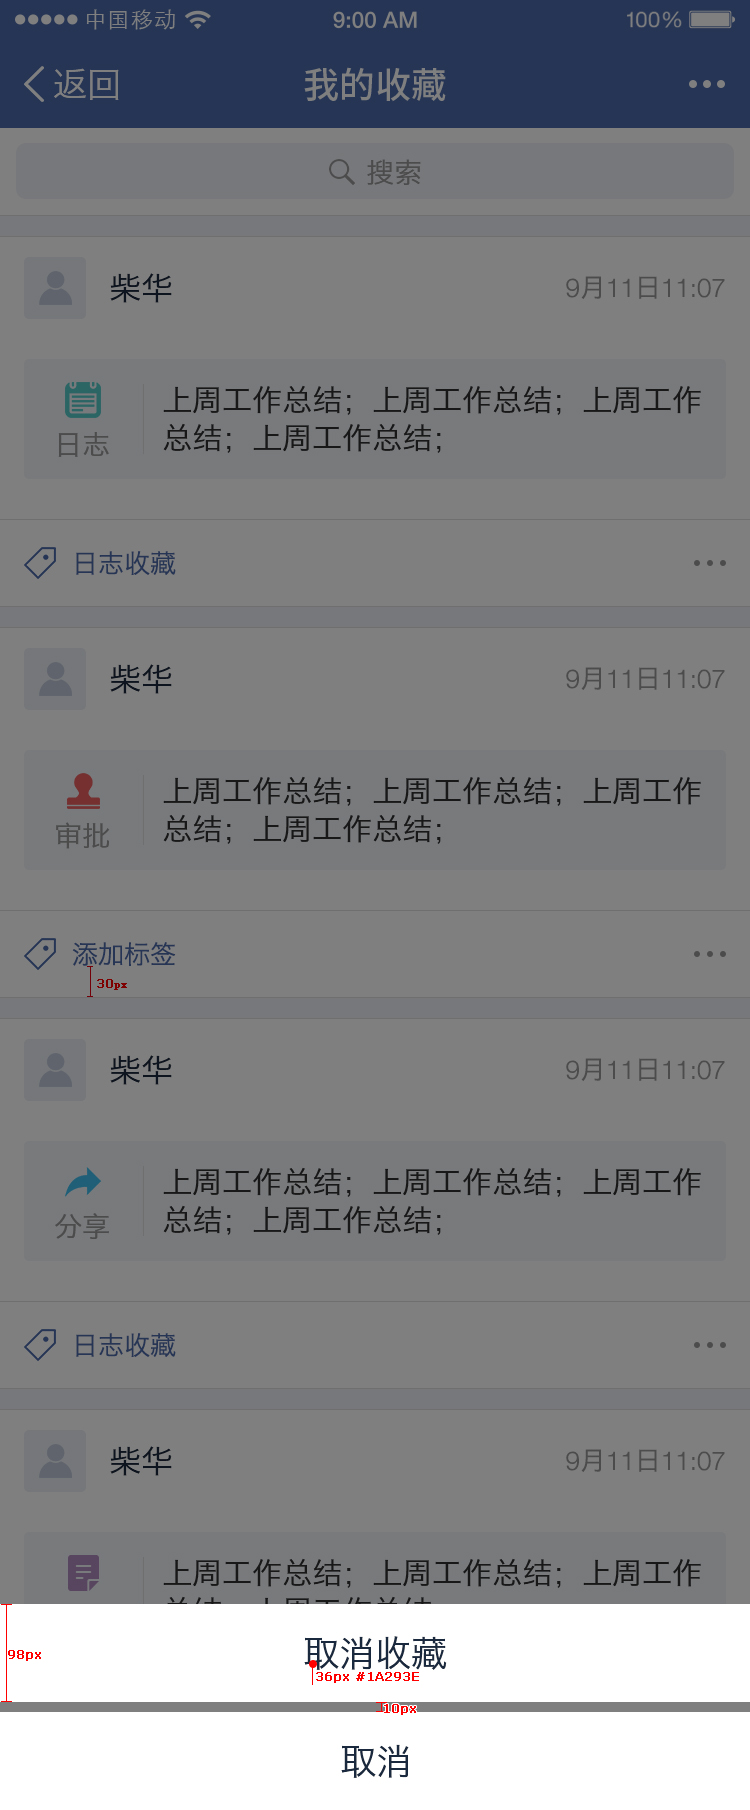 中国移动 9:00 AM 100%
返回 我的收藏
搜索
柴华 9月11日11:07
上周工作总结；上周工作总结；上周工作
总结；上周工作总结；
日志
日志收藏
柴华 9月11日11:07
上周工作总结；上周工作总结；上周工作
总结；上周工作总结；
审批
添加标签
30px
柴华 9月11日11:07
上周工作总结；上周工作总结；上周工作
总结；上周工作总结；
分享
日志收藏
柴华 9月11日11:07
上周工作总结；上周工作总结；上周工作
取消收藏
98px
36px #1A293E
10px
取消